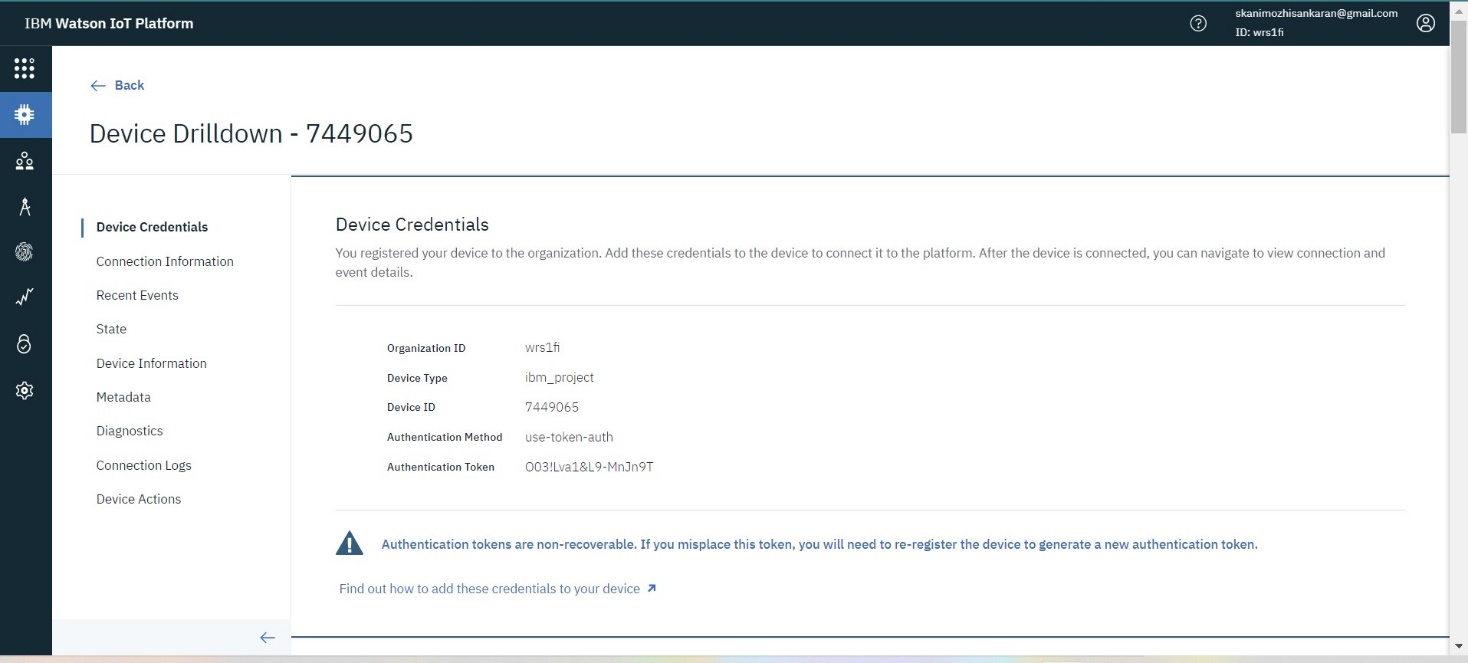 IBM Watson IoT Platform
skanimozhisankaran@gmail.com
ID: wrs1fi
Back
Device Drilldown - 7449065
Device Credentials
Connection Information
Recent Events
State
Device Information
Metadata
Diagnostics
Connection Logs
Device Actions
Device Credentials
You registered your device to the organization. Add these credentials to the device to connect it to the platform. After the device is connected, you can navigate to view connection and
event details.
Organization ID wrs1fi
Device Type ibm_project
Device ID 7449065
Authentication Method use-token-auth
Authentication Token O03!Lva1&L9-MnJn9T
Authentication tokens are non-recoverable. If you misplace this token, you will need to re-register the device to generate a new authentication token.
Find out how to add these credentials to your device